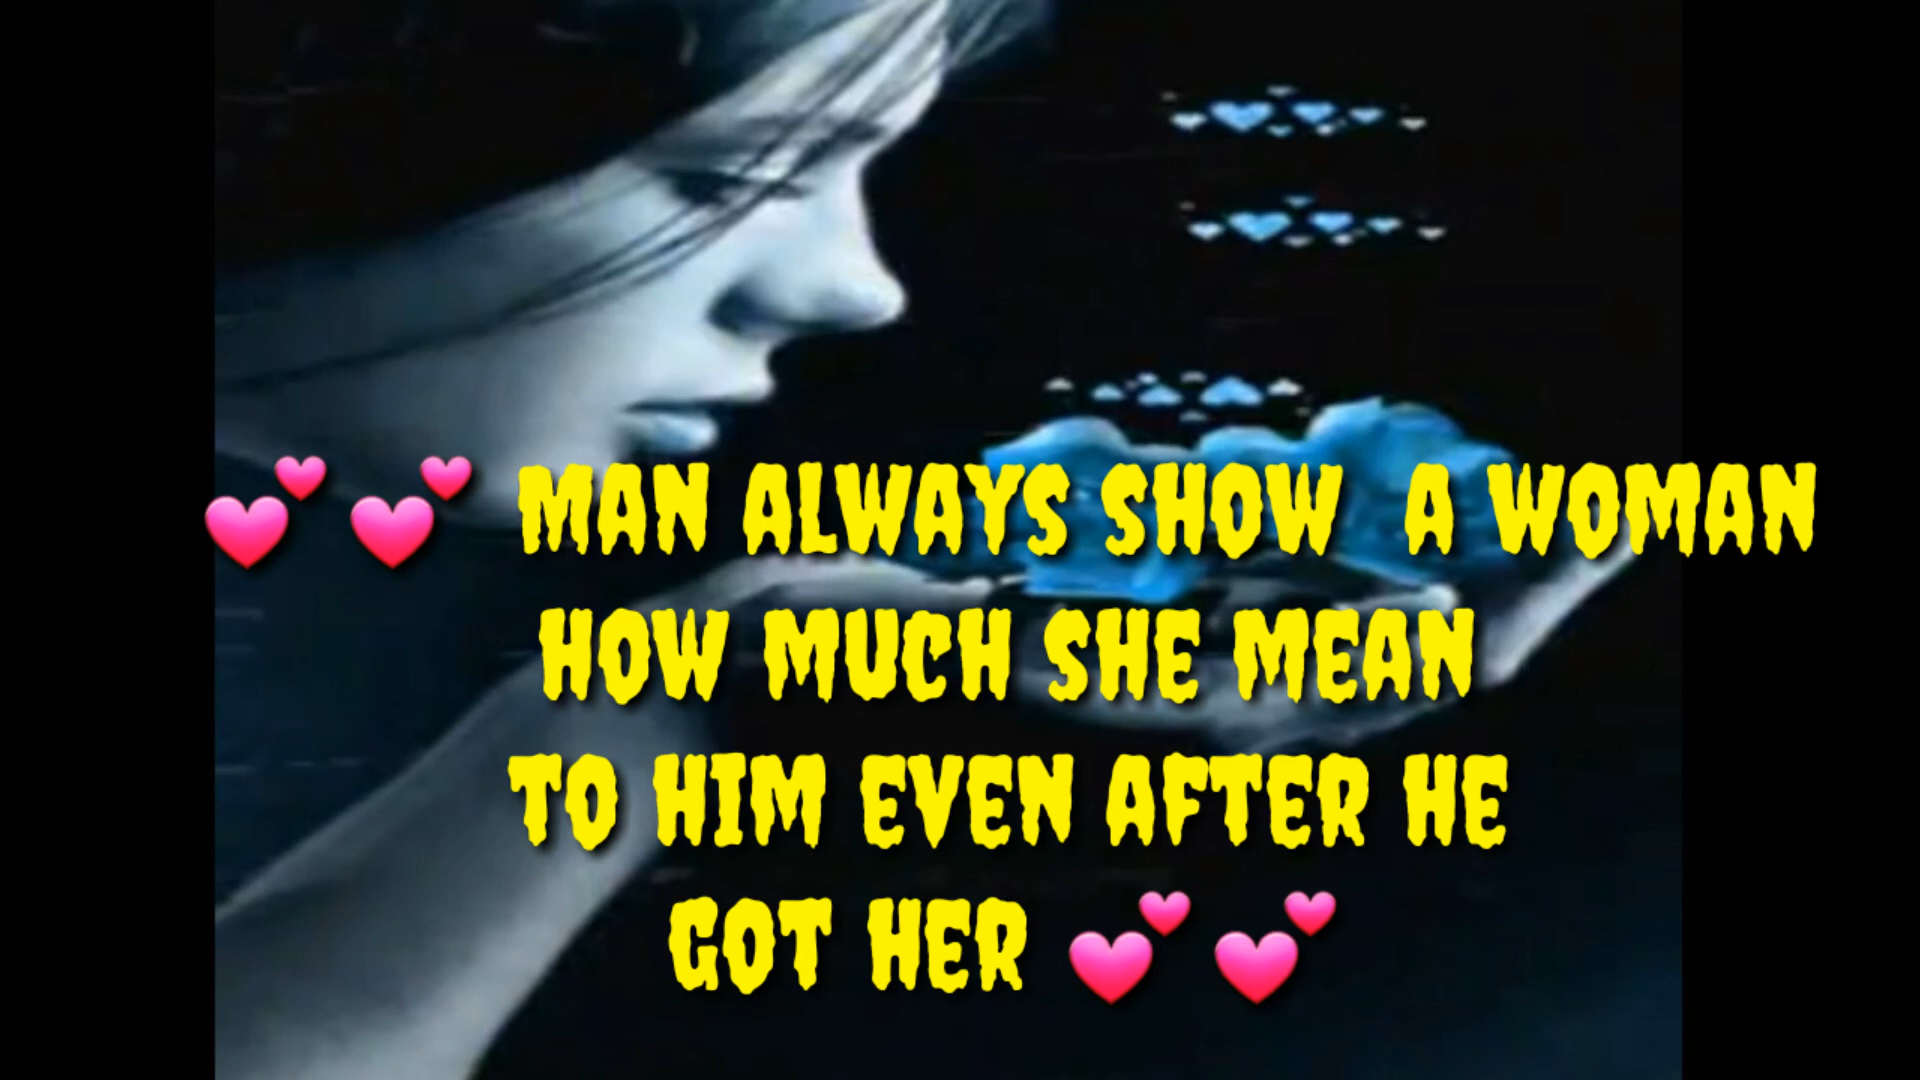 💕💕 MAN ALWAYS SHOW A WOMAN
HOW MUCH SHE MEAN
TO HIM EVEN AFTER HE
GOT HER 💕💕